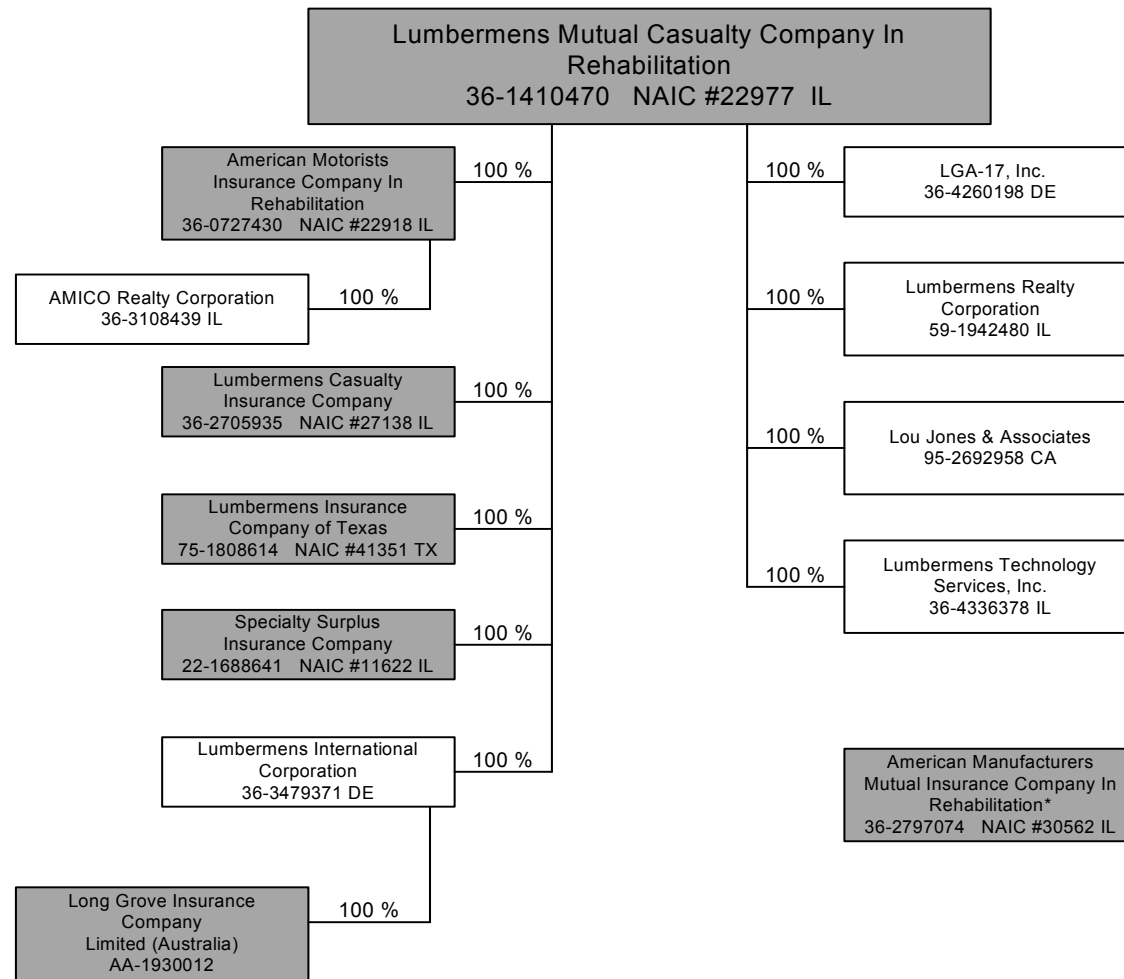 Lumbermens Mutual Casualty Company In
Rehabilitation
36-1410470 NAIC #22977 IL
American Motorists
Insurance Company In
Rehabilitation
36-0727430 NAIC #22918 IL
100 %
AMICO Realty Corporation
36-3108439 IL
100 %
Lumbermens Casualty
Insurance Company
36-2705935 NAIC #27138 IL
100 %
Lumbermens Insurance
Company of Texas
75-1808614 NAIC #41351 TX
100 %
Specialty Surplus
Insurance Company
22-1688641 NAIC #11622 IL
100 %
Lumbermens International
Corporation
36-3479371 DE
100 %
Long Grove Insurance
Company
Limited (Australia)
AA-1930012
100 %
100 %
LGA-17, Inc.
36-4260198 DE
100 %
Lumbermens Realty
Corporation
59-1942480 IL
100 %
Lou Jones & Associates
95-2692958 CA
100 %
Lumbermens Technology
Services, Inc.
36-4336378 IL
American Manufacturers
Mutual Insurance Company In
Rehabilitation*
36-2797074 NAIC #30562 IL